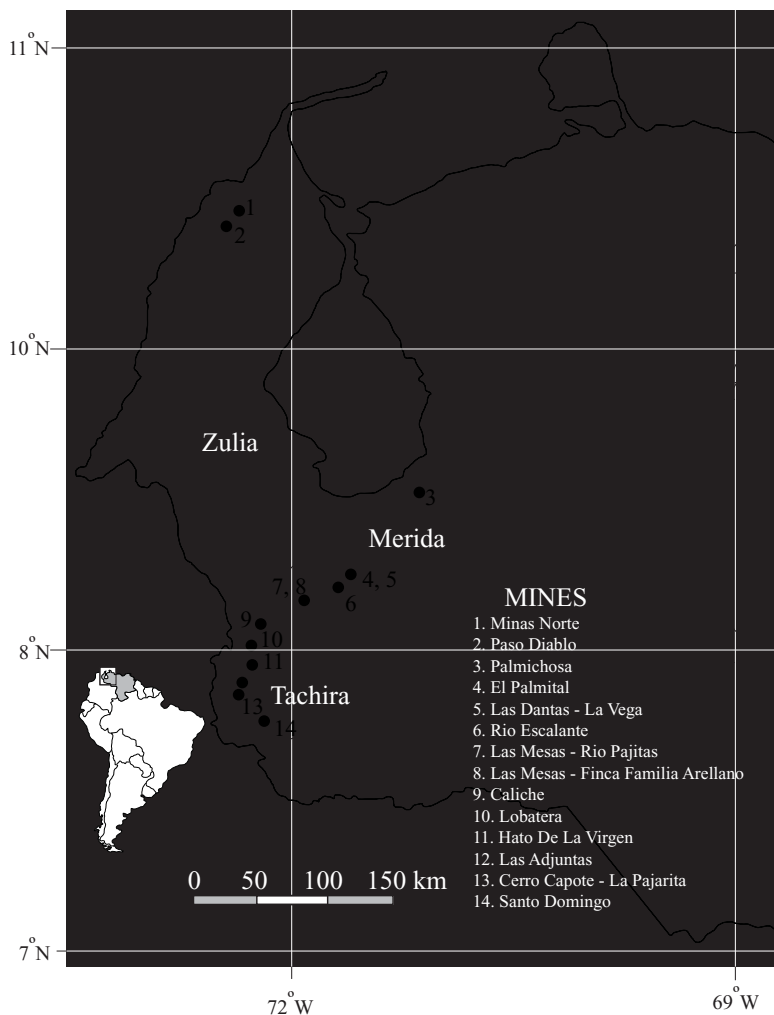 11°N
1
2
10°N
Zulia
3
Merida
7, 8
4, 5
6
MINES
1. Minas Norte
2. Paso Diablo
3. Palmichosa
4. El Palmital
5. Las Dantas - La Vega
6. Rio Escalante
7. Las Mesas - Rio Pajitas
8. Las Mesas - Finca Familia Arellano
9. Caliche
10. Lobatera
11. Hato De La Virgen
12. Las Adjuntas
13. Cerro Capote - La Pajarita
14. Santo Domingo
9
10
8°N
11
Tachira
13
14
0 50 100 150 km
7°N
72°W
69°W